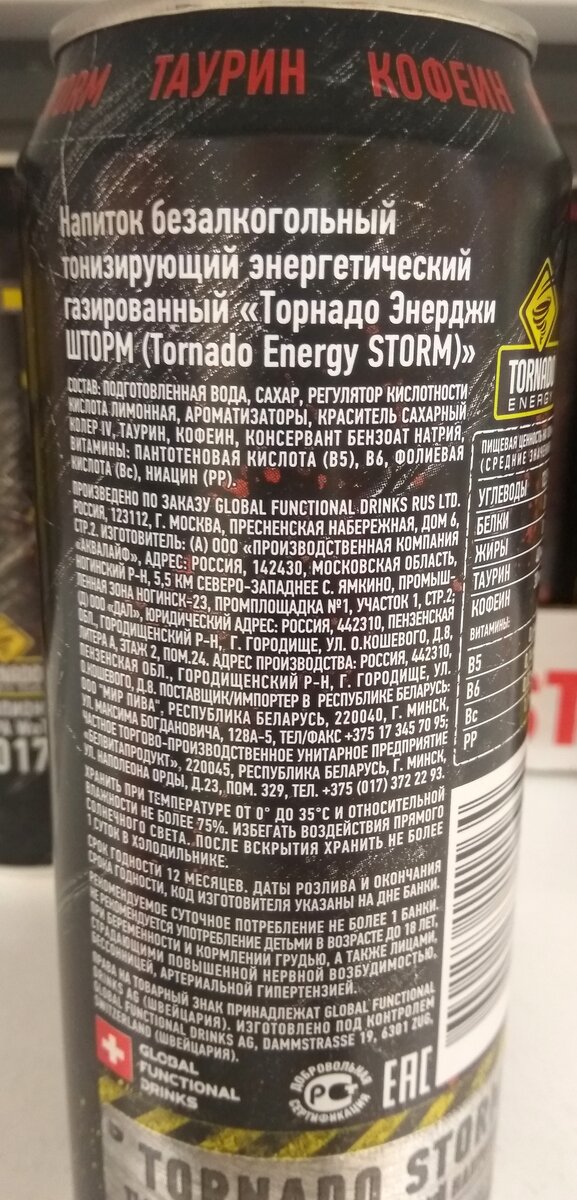 ТАУРИН КОФЕИН
Напиток безалкогольный
тонизирующий энергетический
газированный «Торнадо Энерджи
ШТОРМ (Tornado Energy STORM)»
СОСТАВ: ПОДГОТОВЛЕННАЯ ВОДА, САХАР, РЕГУЛЯТОР КИСЛОТНОСТИ
КИСЛОТА ЛИМОННАЯ, АРОМАТИЗАТОРЫ, КРАСИТЕЛЬ САХАРНЫЙ
КОЛЕР IV, ТАУРИН, КОФЕИН, КОНСЕРВАНТ БЕНЗОАТ НАТРИЯ,
ВИТАМИНЫ: ПАНТОТЕНОВАЯ КИСЛОТА (В5), В6, ФОЛИЕВАЯ
КИСЛОТА (Вс), НИАЦИН (РР).
ПРОИЗВЕДЕНО ПО ЗАКАЗУ GLOBAL FUNCTIONAL DRINKS RUS LTD.
РОССИЯ, 123112, Г. МОСКВА, ПРЕСНЕНСКАЯ НАБЕРЕЖНАЯ, ДОМ 6,
СТР.2. ИЗГОТОВИТЕЛЬ: (А) ООО «ПРОИЗВОДСТВЕННАЯ КОМПАНИЯ
«АКВАЛАЙФ», АДРЕС: РОССИЯ, 142430, МОСКОВСКАЯ ОБЛАСТЬ,
НОГИНСКИЙ Р-Н, 5,5 КМ СЕВЕРО-ЗАПАДНЕЕ С. ЯМКИНО, ПРОМЫШ-
ЛЕННАЯ ЗОНА НОГИНСК-23, ПРОМПЛОЩАДКА №1, УЧАСТОК 1, СТР.2;
(Д) ООО «ДАЛ», ЮРИДИЧЕСКИЙ АДРЕС: РОССИЯ, 442310, ПЕНЗЕНСКАЯ
ОБЛ., ГОРОДИЩЕНСКИЙ Р-Н, Г. ГОРОДИЩЕ, УЛ. О.КОШЕВОГО, Д.8,
ЛИТЕРА А, ЭТАЖ 2, ПОМ.24. АДРЕС ПРОИЗВОДСТВА: РОССИЯ, 442310,
ПЕНЗЕНСКАЯ ОБЛ., ГОРОДИЩЕНСКИЙ Р-Н, Г. ГОРОДИЩЕ, УЛ.
О.КОШЕВОГО, Д.8. ПОСТАВЩИК/ИМПОРТЕР В РЕСПУБЛИКЕ БЕЛАРУСЬ:
ООО "МИР ПИВА", РЕСПУБЛИКА БЕЛАРУСЬ, 220040, Г. МИНСК,
УЛ. МАКСИМА БОГДАНОВИЧА, 128А-5, ТЕЛ/ФАКС +375 17 345 70 95;
ЧАСТНОЕ ТОРГОВО-ПРОИЗВОДСТВЕННОЕ УНИТАРНОЕ ПРЕДПРИЯТИЕ
«БЕЛВИТАПРОДУКТ», 220045, РЕСПУБЛИКА БЕЛАРУСЬ, Г. МИНСК,
УЛ. НАПОЛЕОНА ОРДЫ, Д.23, ПОМ. 329, ТЕЛ. +375 (017) 372 22 93.
ХРАНИТЬ ПРИ ТЕМПЕРАТУРЕ ОТ 0° ДО 35°С И ОТНОСИТЕЛЬНОЙ
ВЛАЖНОСТИ НЕ БОЛЕЕ 75%. ИЗБЕГАТЬ ВОЗДЕЙСТВИЯ ПРЯМОГО
СОЛНЕЧНОГО СВЕТА. ПОСЛЕ ВСКРЫТИЯ ХРАНИТЬ НЕ БОЛЕЕ
1 СУТОК В ХОЛОДИЛЬНИКЕ.
СРОК ГОДНОСТИ 12 МЕСЯЦЕВ. ДАТЫ РОЗЛИВА И ОКОНЧАНИЯ
СРОКА ГОДНОСТИ, КОД ИЗГОТОВИТЕЛЯ УКАЗАНЫ НА ДНЕ БАНКИ.
РЕКОМЕНДУЕМОЕ СУТОЧНОЕ ПОТРЕБЛЕНИЕ НЕ БОЛЕЕ 1 БАНКИ.
НЕ РЕКОМЕНДУЕТСЯ УПОТРЕБЛЕНИЕ ДЕТЬМИ В ВОЗРАСТЕ ДО 18 ЛЕТ,
ПРИ БЕРЕМЕННОСТИ И КОРМЛЕНИИ ГРУДЬЮ, А ТАКЖЕ ЛИЦАМИ,
СТРАДАЮЩИМИ ПОВЫШЕННОЙ НЕРВНОЙ ВОЗБУДИМОСТЬЮ,
БЕССОННИЦЕЙ, АРТЕРИАЛЬНОЙ ГИПЕРТЕНЗИЕЙ.
ПРАВА НА ТОВАРНЫЙ ЗНАК ПРИНАДЛЕЖАТ GLOBAL FUNCTIONAL
DRINKS AG (ШВЕЙЦАРИЯ). ИЗГОТОВЛЕНО ПОД КОНТРОЛЕМ
GLOBAL FUNCTIONAL DRINKS AG, DAMMSTRASSE 19, 6301 ZUG,
SWITZERLAND (ШВЕЙЦАРИЯ).
GLOBAL
FUNCTIONAL
DRINKS
ДОБРОВОЛЬНАЯ
СЕРТИФИКАЦИЯ
ЕАС
TORNADO
ENERGY
ПИЩЕВАЯ ЦЕННОСТЬ
(СРЕДНИЕ
УГЛЕВОДЫ
БЕЛКИ
ЖИРЫ
ТАУРИН
КОФЕИН
ВИТАМИНЫ:
В5
В6
Вс
РР
TORNADO STORM
017